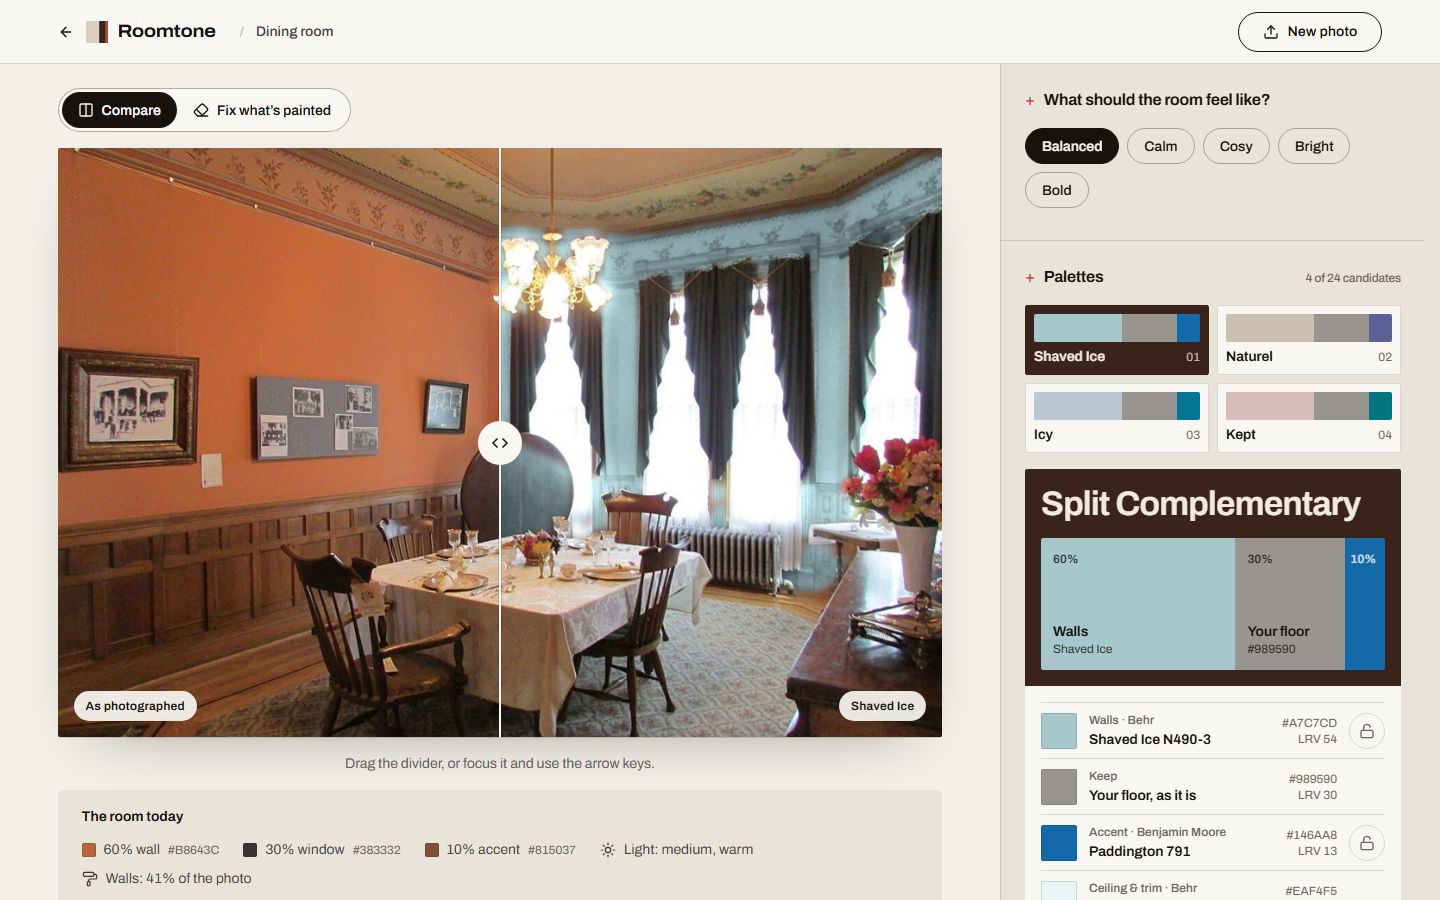 Roomtone / Dining room
New photo
Compare
Fix what's painted
As photographed
Shaved Ice
Drag the divider, or focus it and use the arrow keys.
The room today
60% wall #B8643C
30% window #383332
10% accent #815037
Light: medium, warm
Walls: 41% of the photo
+ What should the room feel like?
Balanced
Calm
Cosy
Bright
Bold
+ Palettes
4 of 24 candidates
Shaved Ice 01
Naturel 02
Icy 03
Kept 04
Split Complementary
60%
30%
10%
Walls
Shaved Ice
Your floor
#989590
Walls · Behr
Shaved Ice N490-3
#A7C7CD
LRV 54
Keep
Your floor, as it is
#989590
LRV 30
Accent · Benjamin Moore
Paddington 791
#146AA8
LRV 13
Ceiling & trim · Behr
#EAF4F5